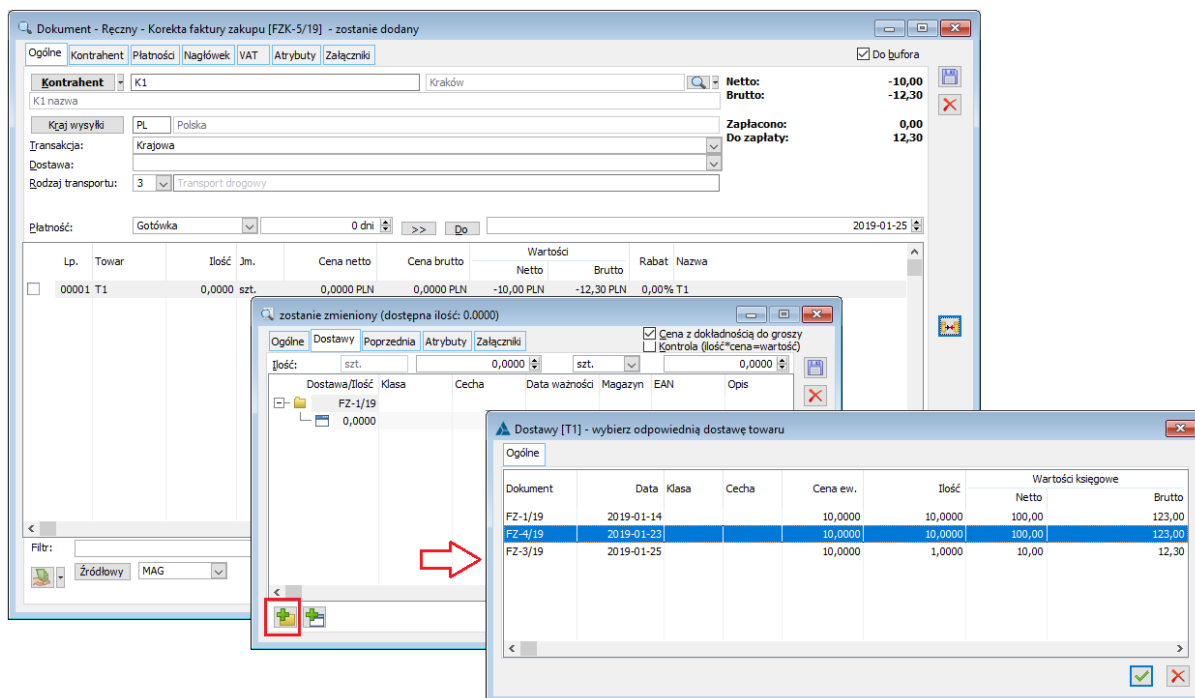 Dokument - Ręczny - Korekta faktury zakupu [FZK-5/19] - zostanie dodany
Ogólne Kontrahent Płatności Nagłówek VAT Atrybuty Załączniki Do bufora
Kontrahent K1 Kraków Netto: -10,00
K1 nazwa Brutto: -12,30
Kraj wysyłki PL Polska Zapłacono: 0,00
Transakcja: Krajowa Do zapłaty: 12,30
Dostawa:
Rodzaj transportu: 3 Transport drogowy
Płatność: Gotówka 0 dni >> Do 2019-01-25
Lp. Towar Ilość Jm. Cena netto Cena brutto Wartości Rabat Nazwa
Netto Brutto
00001 T1 0,0000 szt. 0,0000 PLN 0,0000 PLN -10,00 PLN -12,30 PLN 0,00% T1
Filtr:
Źródłowy MAG
zostanie zmieniony (dostępna ilość: 0.0000)
Ogólne Dostawy Poprzednia Atrybuty Załączniki
Cena z dokładnością do groszy
Kontrola (ilość*cena=wartość)
Ilość: szt. 0,0000 szt. 0,0000
Dostawa/Ilość Klasa Cecha Data ważności Magazyn EAN Opis
FZ-1/19
0,0000
Dostawy [T1] - wybierz odpowiednią dostawę towaru
Ogólne
Dokument Data Klasa Cecha Cena ew. Ilość Wartości księgowe
Netto Brutto
FZ-1/19 2019-01-14 10,0000 10,0000 100,00 123,00
FZ-4/19 2019-01-23 10,0000 10,0000 100,00 123,00
FZ-3/19 2019-01-25 10,0000 1,0000 10,00 12,30